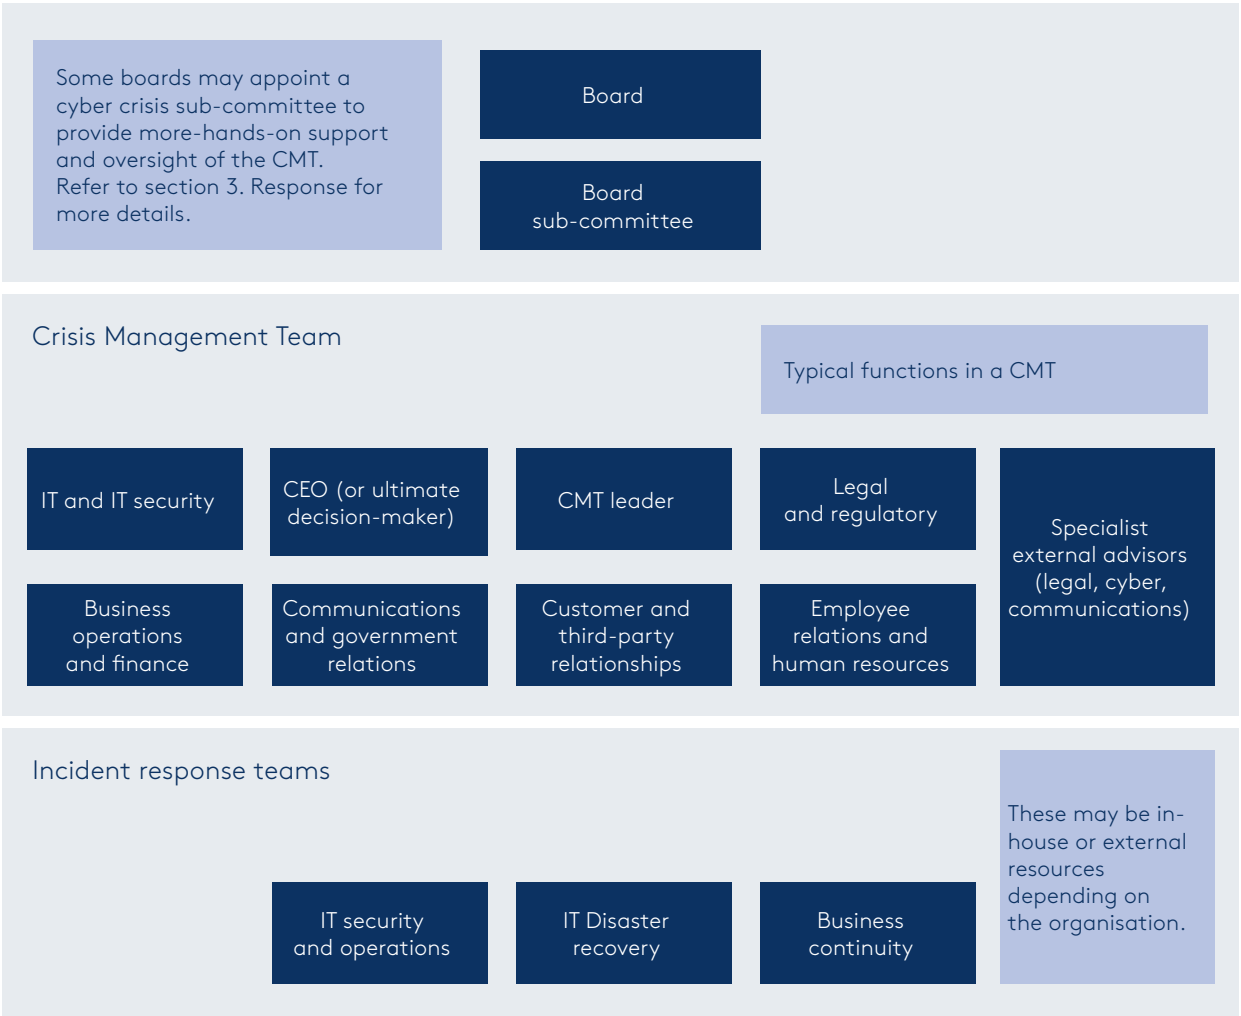 Some boards may appoint a
cyber crisis sub-committee to
provide more-hands-on support
and oversight of the CMT.
Refer to section 3. Response for
more details.
Board
Board
sub-committee
Crisis Management Team
Typical functions in a CMT
IT and IT security
CEO (or ultimate
decision-maker)
CMT leader
Legal
and regulatory
Specialist
external advisors
(legal, cyber,
communications)
Business
operations
and finance
Communications
and government
relations
Customer and
third-party
relationships
Employee
relations and
human resources
Incident response teams
These may be in-
house or external
resources
depending on
the organisation.
IT security
and operations
IT Disaster
recovery
Business
continuity